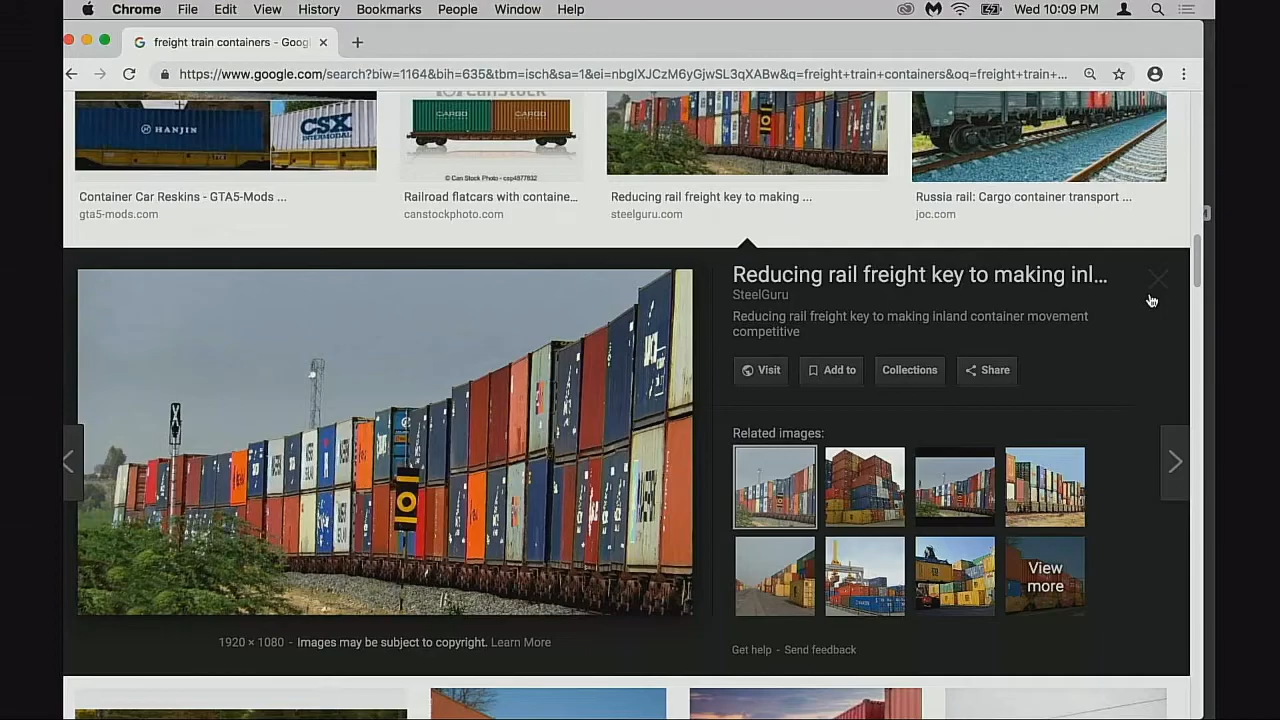 Chrome File Edit View History Bookmarks People Window Help Wed 10:09 PM
freight train containers - Goog
https://www.google.com/search?biw=1164&bih=635&tbm=isch&sa=1&ei=nbgIXJCzM6yGjwSL3qXABw&q=freight+train+containers&oq=freight+train+...
HANJIN
CSX
INTERMODAL
CanStock
CARGO CARGO
© Can Stock Photo - csp4877832
Container Car Reskins - GTA5-Mods ...
gta5-mods.com
Railroad flatcars with containe...
canstockphoto.com
Reducing rail freight key to making ...
steelguru.com
Russia rail: Cargo container transport ...
joc.com
Reducing rail freight key to making inl...
SteelGuru
Reducing rail freight key to making inland container movement
competitive
Visit Add to Collections Share
Related images:
View
more
1920 × 1080 - Images may be subject to copyright. Learn More
Get help - Send feedback